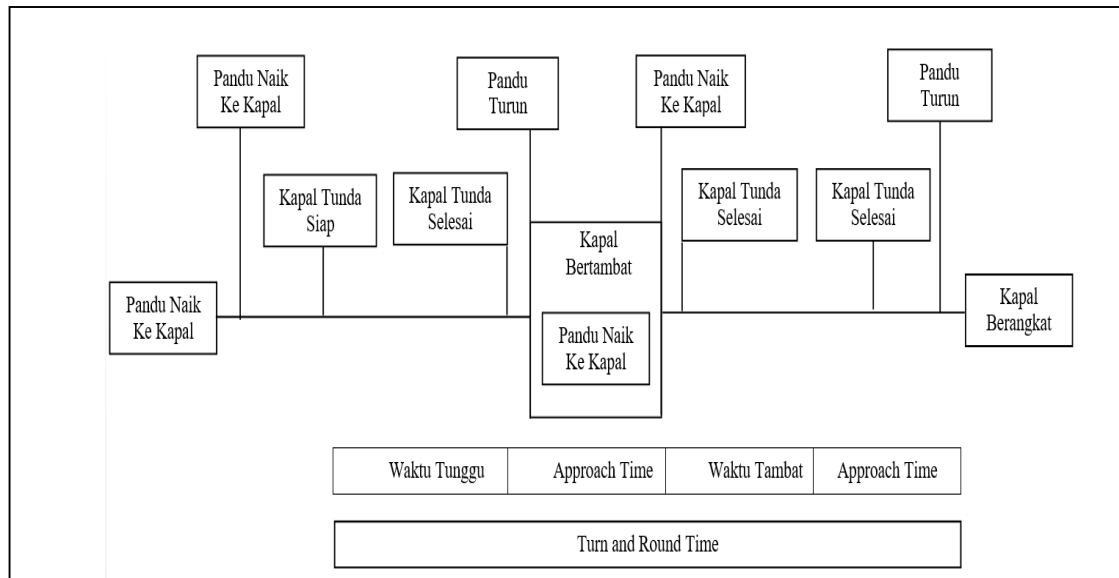 Pandu Naik
Ke Kapal
Pandu
Turun
Pandu Naik
Ke Kapal
Pandu
Turun
Kapal Tunda
Siap
Kapal Tunda
Selesai
Kapal Tunda
Selesai
Kapal Tunda
Selesai
Kapal
Bertambat
Pandu Naik
Ke Kapal
Pandu Naik
Ke Kapal
Kapal
Berangkat
Waktu Tunggu
Approach Time
Waktu Tambat
Approach Time
Turn and Round Time